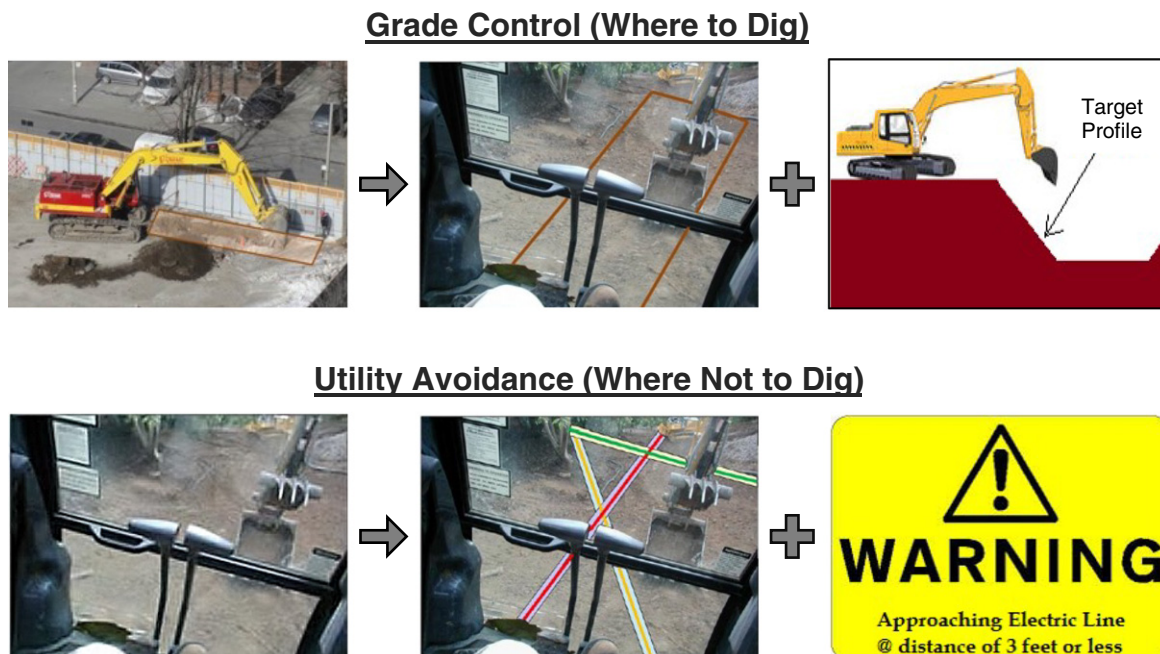 Grade Control (Where to Dig)
Target
Profile
Utility Avoidance (Where Not to Dig)
WARNING
Approaching Electric Line
@ distance of 3 feet or less